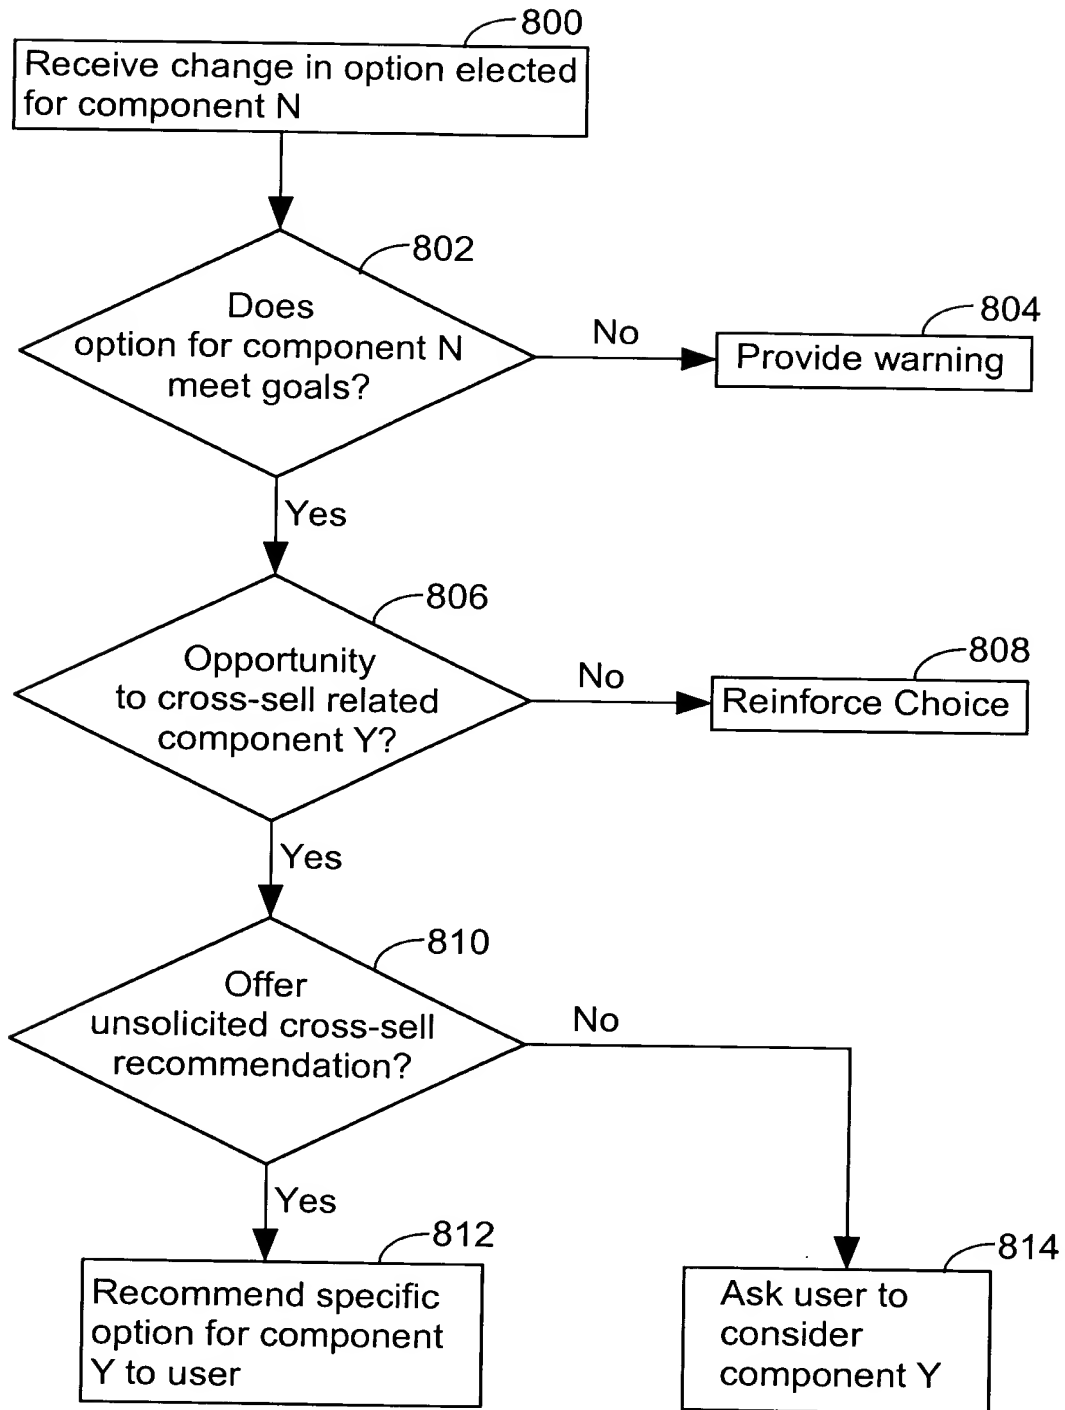 800
Receive change in option elected
for component N
802
Does
option for component N
meet goals?
No
804
Provide warning
Yes
806
Opportunity
to cross-sell related
component Y?
No
808
Reinforce Choice
Yes
810
Offer
unsolicited cross-sell
recommendation?
No
Yes
812
Recommend specific
option for component
Y to user
814
Ask user to
consider
component Y